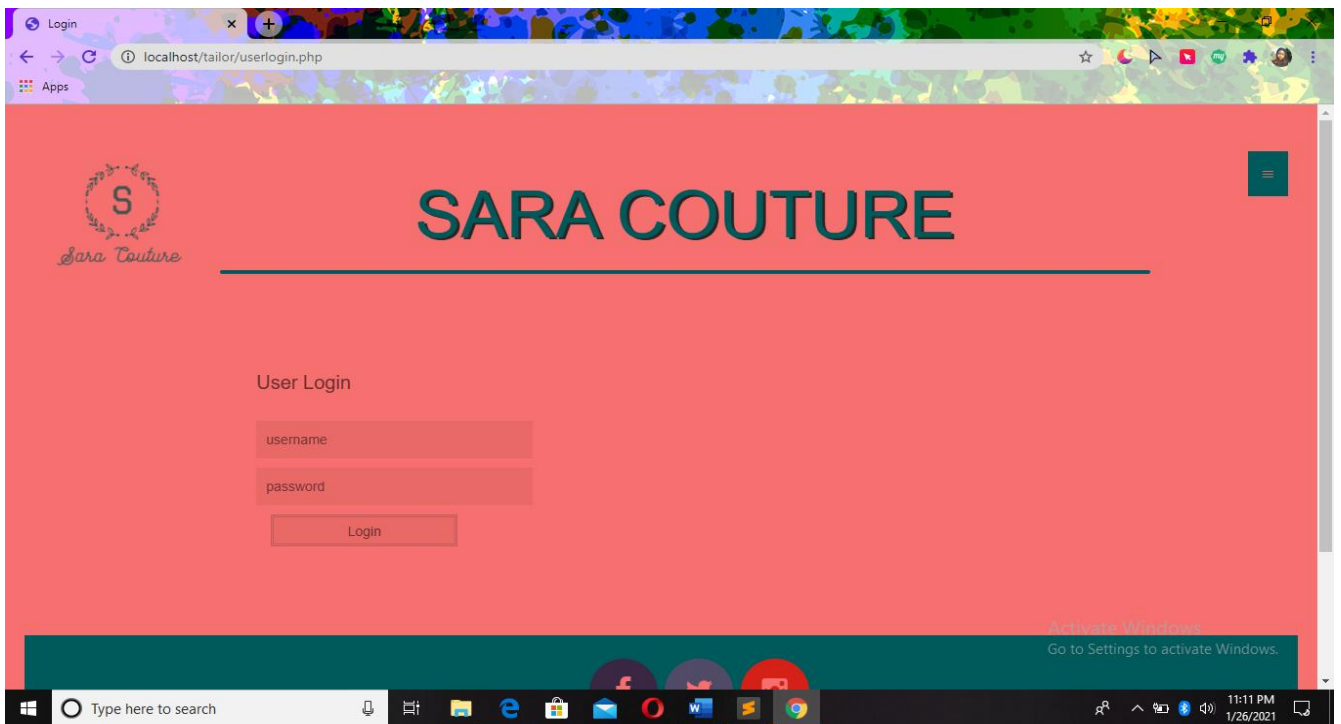 Login
localhost/tailor/userlogin.php
my
Apps
S
Sara Couture
SARA COUTURE
User Login
username
password
Login
Activate Windows
Go to Settings to activate Windows.
Type here to search
11:11 PM
1/26/2021